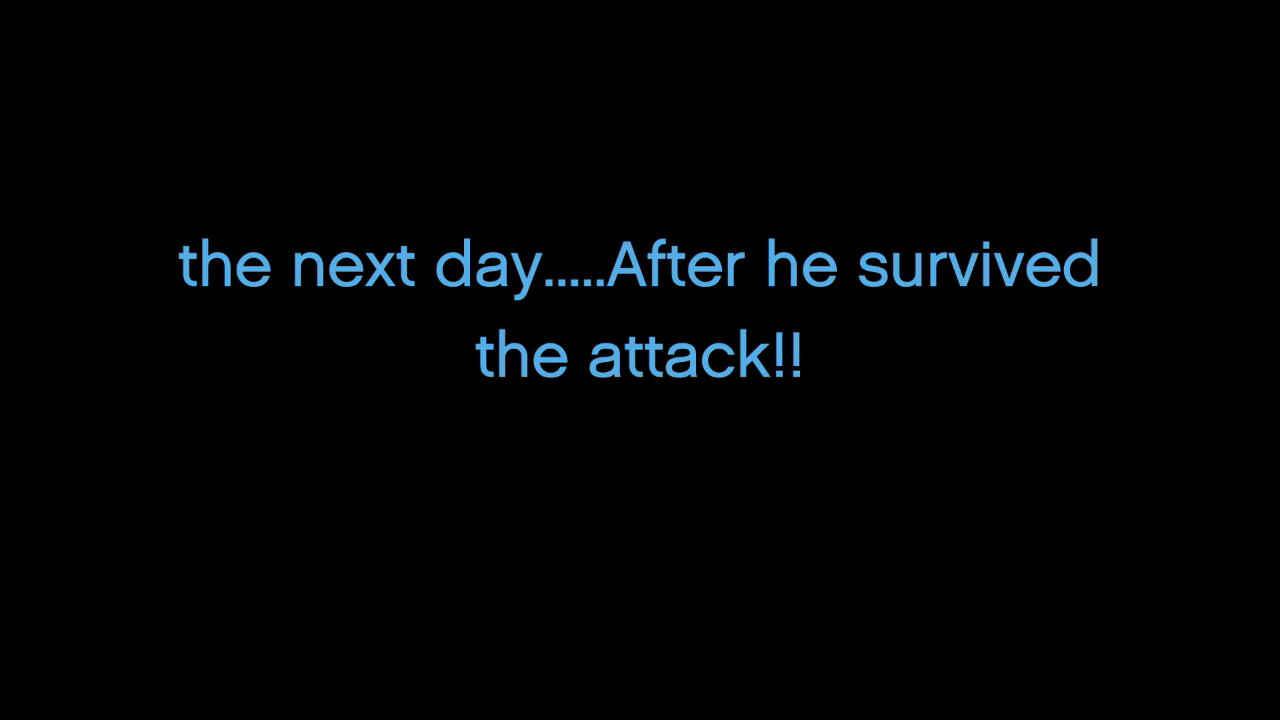 the next day.....After he survived
the attack!!